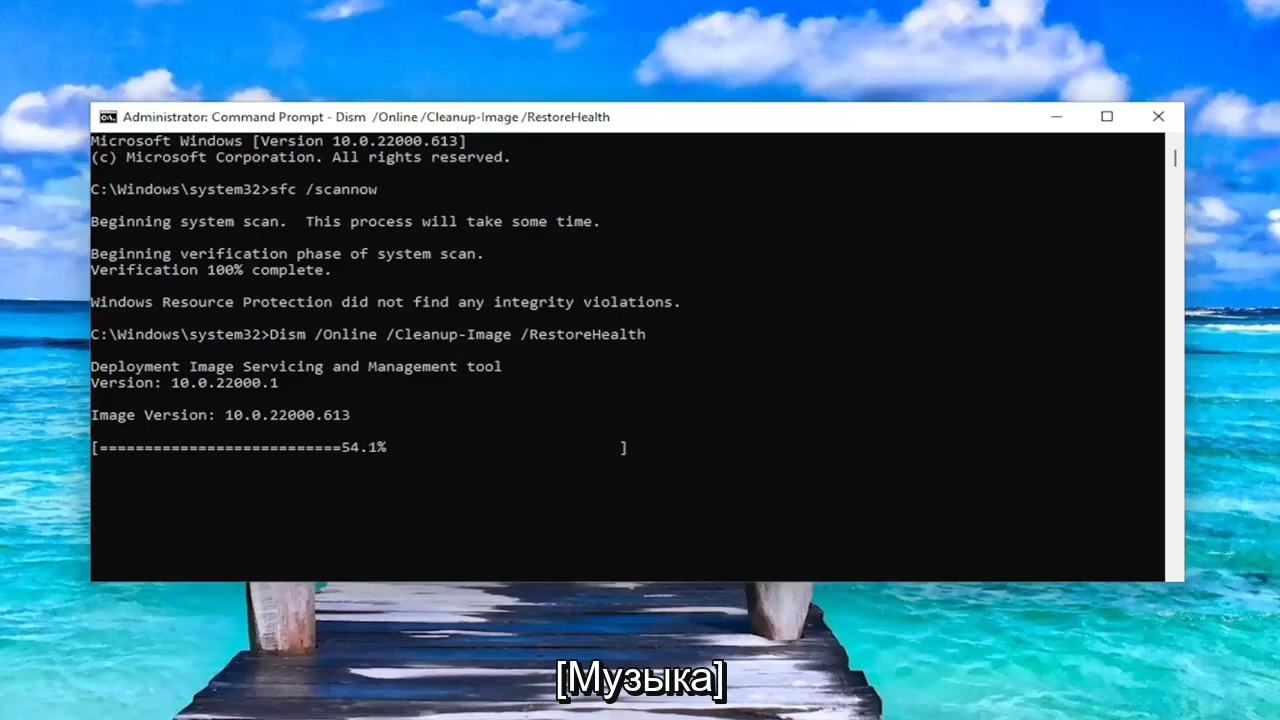 Administrator: Command Prompt - Dism /Online /Cleanup-Image /RestoreHealth
Microsoft Windows [Version 10.0.22000.613]
(c) Microsoft Corporation. All rights reserved.
C:\Windows\system32>sfc /scannow
Beginning system scan.  This process will take some time.
Beginning verification phase of system scan.
Verification 100% complete.
Windows Resource Protection did not find any integrity violations.
C:\Windows\system32>Dism /Online /Cleanup-Image /RestoreHealth
Deployment Image Servicing and Management tool
Version: 10.0.22000.1
Image Version: 10.0.22000.613
[===========================54.1%                          ]
[Музыка]